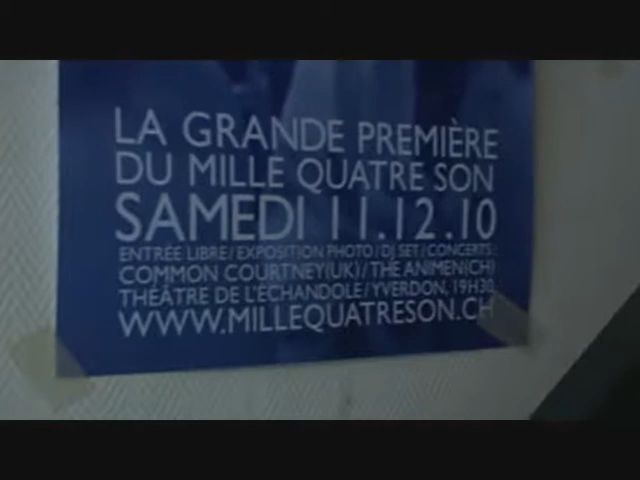 LA GRANDE PREMIÈRE
DU MILLE QUATRE SON
SAMEDI 11.12.10
ENTRÉE LIBRE / EXPOSITION PHOTO / DJ SET / CONCERTS :
COMMON COURTNEY(UK) / THE ANIMEN(CH)
THÉÂTRE DE L'ECHANDOLE / YVERDON, 19H30
WWW.MILLEQUATRESON.CH